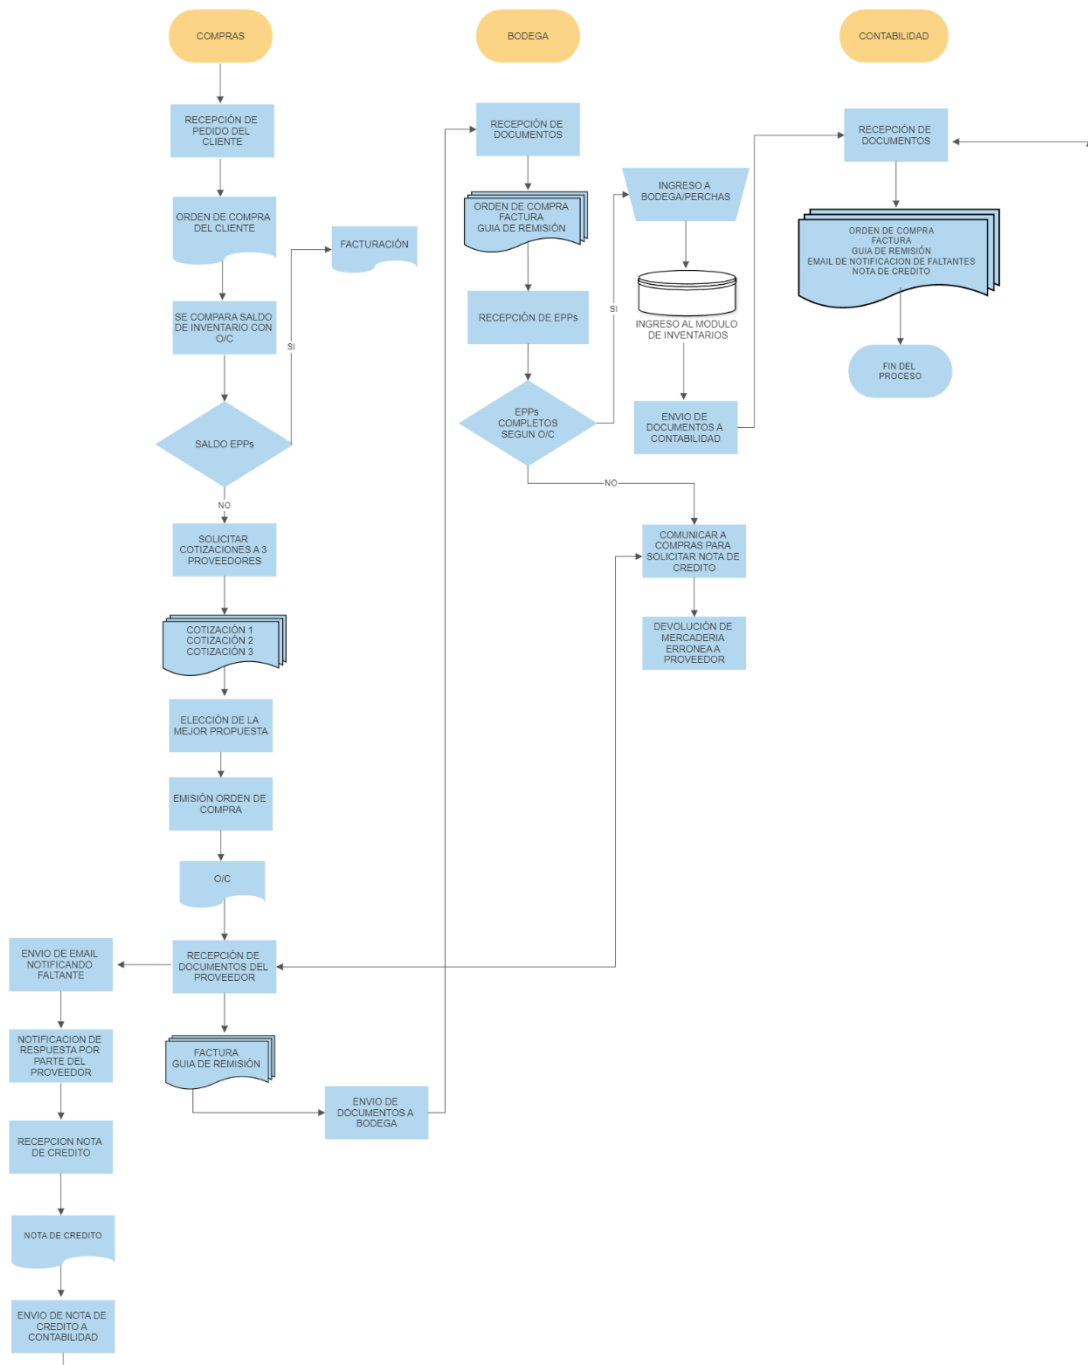 COMPRAS
RECEPCIÓN DE
PEDIDO DEL
CLIENTE
ORDEN DE COMPRA
DEL CLIENTE
FACTURACIÓN
SE COMPARA SALDO
DE INVENTARIO CON
O/C
SI
SALDO EPPs
NO
SOLICITAR
COTIZACIONES A 3
PROVEEDORES
COTIZACIÓN 1
COTIZACIÓN 2
COTIZACIÓN 3
ELECCIÓN DE LA
MEJOR PROPUESTA
EMISIÓN ORDEN DE
COMPRA
O/C
RECEPCIÓN DE
DOCUMENTOS DEL
PROVEEDOR
ENVIO DE EMAIL
NOTIFICANDO
FALTANTE
NOTIFICACION DE
RESPUESTA POR
PARTE DEL
PROVEEDOR
RECEPCION NOTA
DE CREDITO
NOTA DE CREDITO
ENVIO DE NOTA DE
CREDITO A
CONTABILIDAD
FACTURA
GUIA DE REMISIÓN
ENVIO DE
DOCUMENTOS A
BODEGA
BODEGA
RECEPCIÓN DE
DOCUMENTOS
ORDEN DE COMPRA
FACTURA
GUIA DE REMISIÓN
RECEPCIÓN DE EPPs
EPPs
COMPLETOS
SEGUN O/C
SI
INGRESO A
BODEGA/PERCHAS
INGRESO AL MODULO
DE INVENTARIOS
ENVIO DE
DOCUMENTOS A
CONTABILIDAD
NO
COMUNICAR A
COMPRAS PARA
SOLICITAR NOTA DE
CREDITO
DEVOLUCIÓN DE
MERCADERIA
ERRONEA A
PROVEEDOR
CONTABILIDAD
RECEPCIÓN DE
DOCUMENTOS
ORDEN DE COMPRA
FACTURA
GUIA DE REMISIÓN
EMAIL DE NOTIFICACION DE FALTANTES
NOTA DE CREDITO
FIN DEL
PROCESO